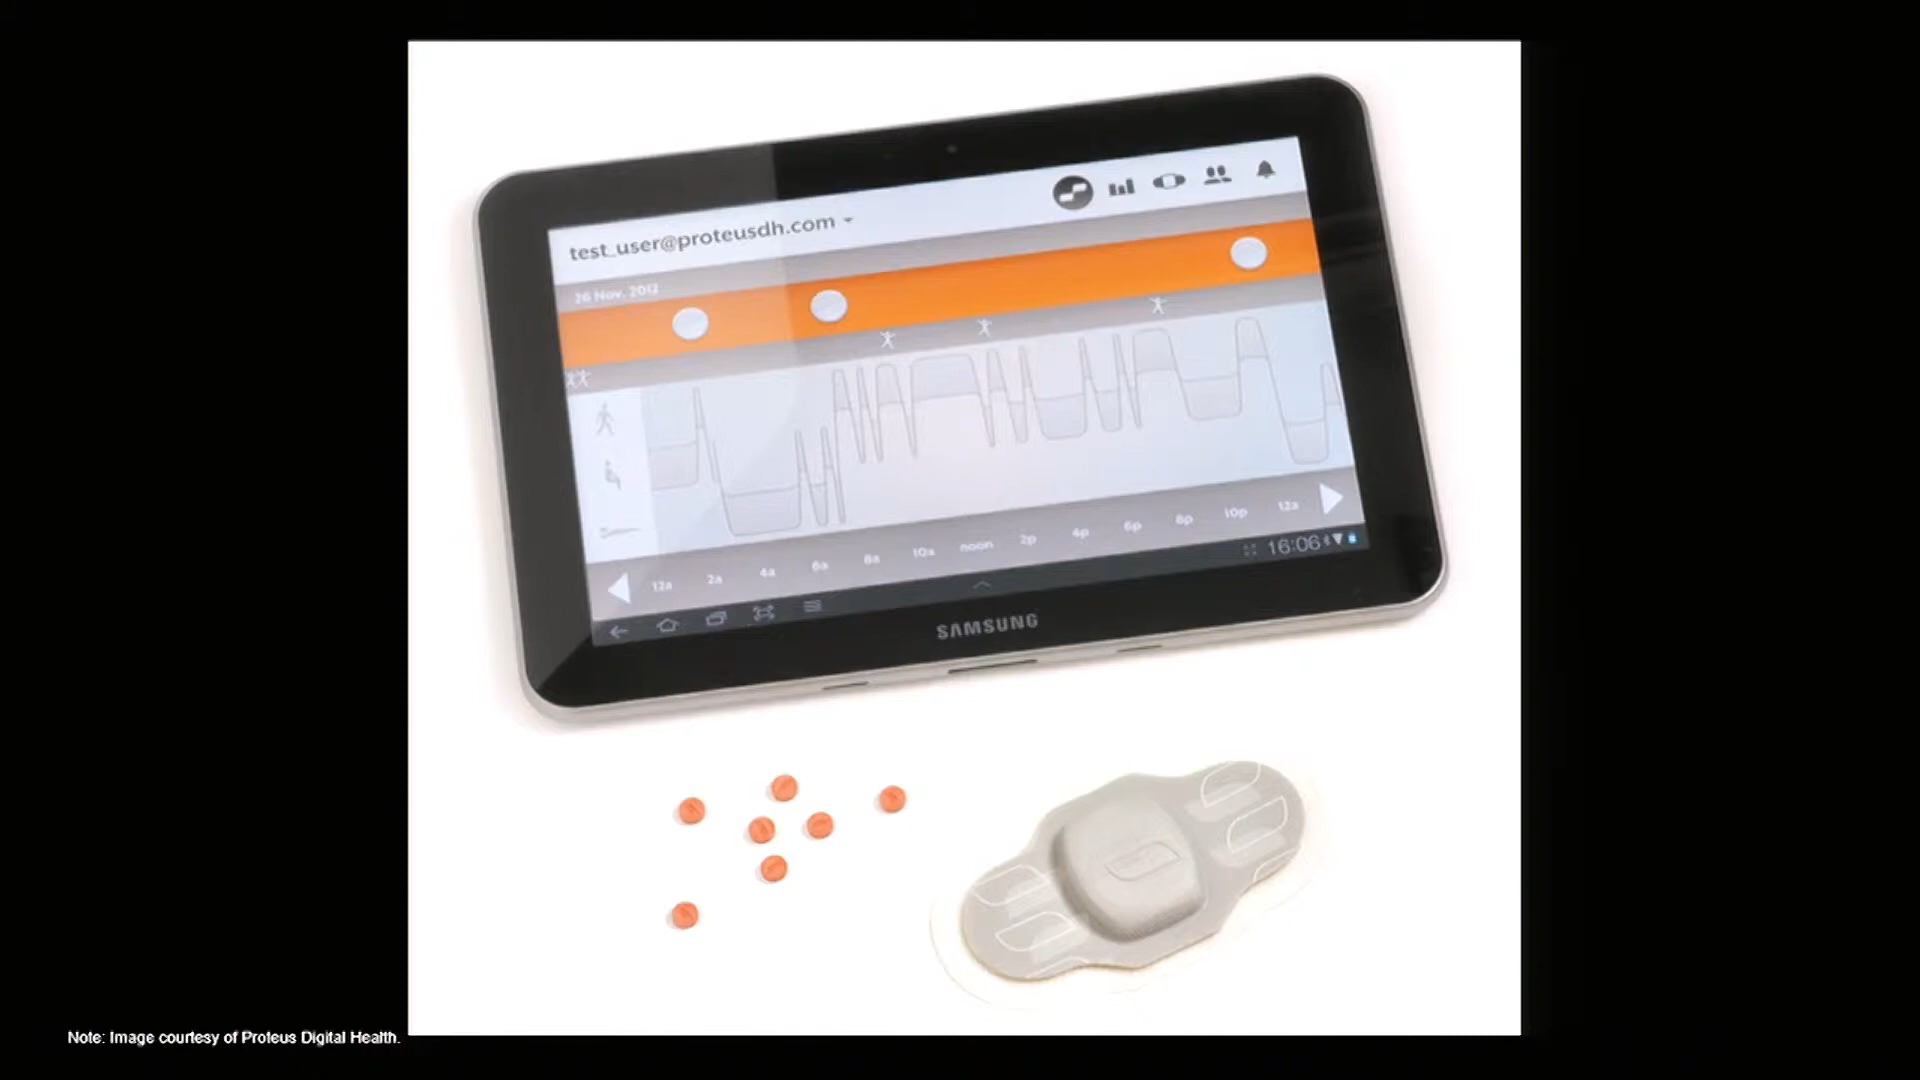 test_user@proteusdh.com
26 Nov. 2012
12a 2a 4a 6a 8a 10a noon 2p 4p 6p 8p 10p 12a
16:06
SAMSUNG
Note: Image courtesy of Proteus Digital Health.